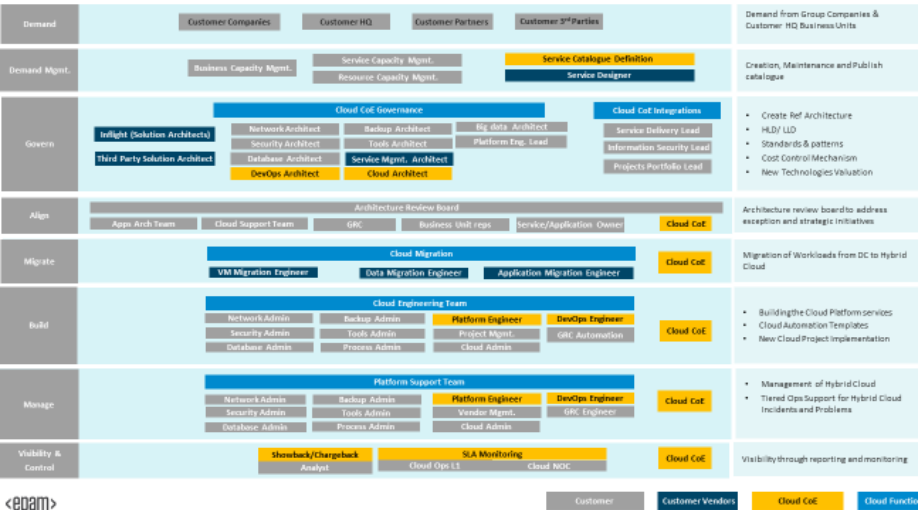 Demand
Customer Companies
Customer HQ
Customer Partners
Customer 3rd Parties
Demand from Group Companies &
Customer HQ Business Units
Demand Mgmt.
Business Capacity Mgmt.
Service Capacity Mgmt.
Resource Capacity Mgmt.
Service Catalogue Definition
Service Designer
Creation, Maintenance and Publish
catalogue
Govern
Cloud CoE Governance
Cloud CoE Integrations
Inflight (Solution Architects)
Third Party Solution Architect
Network Architect
Security Architect
Database Architect
DevOps Architect
Backup Architect
Tools Architect
Service Mgmt. Architect
Cloud Architect
Big data Architect
Platform Eng. Lead
Service Delivery Lead
Information Security Lead
Projects Portfolio Lead
• Create Ref Architecture
• HLD/ LLD
• Standards & patterns
• Cost Control Mechanism
• New Technologies Valuation
Align
Architecture Review Board
Apps Arch Team
Cloud Support Team
GRC
Business Unit reps
Service/Application Owner
Cloud CoE
Architecture review board to address
exception and strategic initiatives
Migrate
Cloud Migration
VM Migration Engineer
Data Migration Engineer
Application Migration Engineer
Cloud CoE
Migration of Workloads from DC to Hybrid
Cloud
Build
Cloud Engineering Team
Network Admin
Security Admin
Database Admin
Backup Admin
Tools Admin
Process Admin
Platform Engineer
Project Mgmt.
Cloud Admin
DevOps Engineer
GRC Automation
Cloud CoE
• Building the Cloud Platform services
• Cloud Automation Templates
• New Cloud Project Implementation
Manage
Platform Support Team
Network Admin
Security Admin
Database Admin
Backup Admin
Tools Admin
Process Admin
Platform Engineer
Vendor Mgmt.
Cloud Admin
DevOps Engineer
GRC Engineer
Cloud CoE
• Management of Hybrid Cloud
• Tiered Ops Support for Hybrid Cloud
Incidents and Problems
Visibility &
Control
Showback/Chargeback
Analyst
SLA Monitoring
Cloud Ops L1
Cloud NOC
Cloud CoE
Visibility through reporting and monitoring
<epam>
Customer
Customer Vendors
Cloud CoE
Cloud Functio